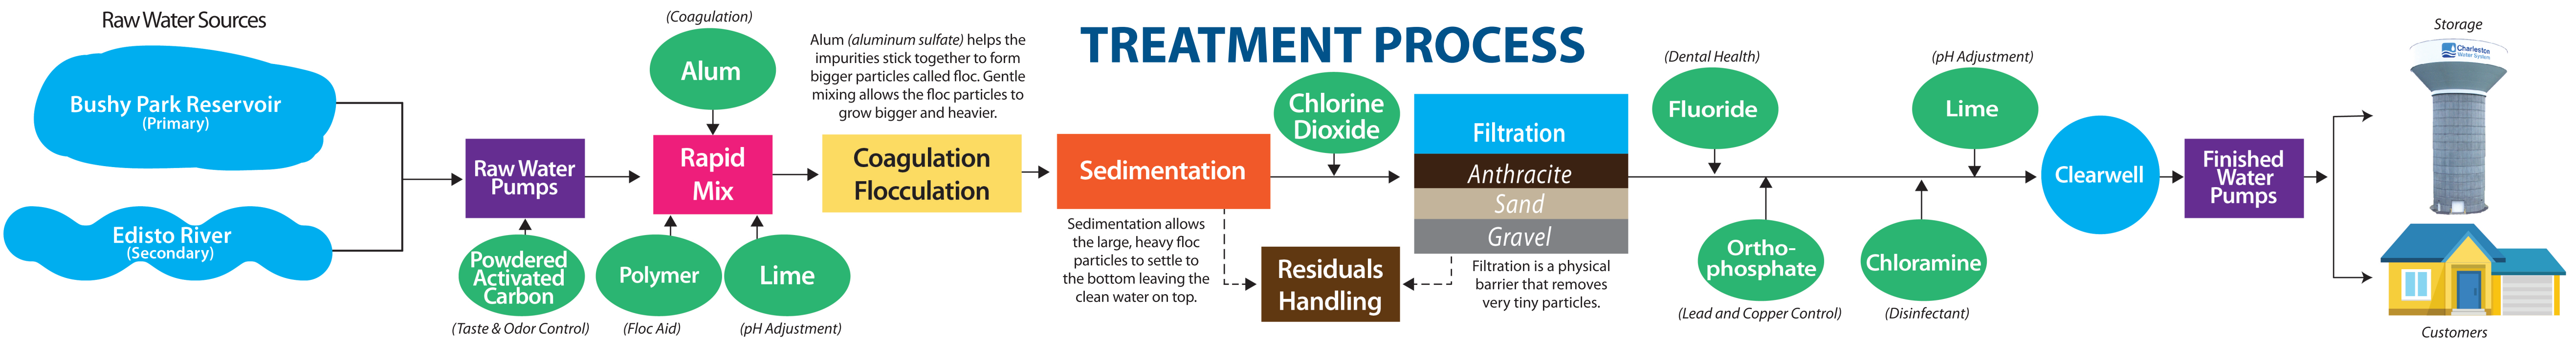 Raw Water Sources
Bushy Park Reservoir
(Primary)
Edisto River
(Secondary)
Raw Water
Pumps
Powdered
Activated
Carbon
(Taste & Odor Control)
(Coagulation)
Alum
Rapid
Mix
Polymer
(Floc Aid)
Lime
(pH Adjustment)
Alum (aluminum sulfate) helps the
impurities stick together to form
bigger particles called floc. Gentle
mixing allows the floc particles to
grow bigger and heavier.
Coagulation
Flocculation
TREATMENT PROCESS
Sedimentation
Sedimentation allows
the large, heavy floc
particles to settle to
the bottom leaving the
clean water on top.
Chlorine
Dioxide
Residuals
Handling
Filtration
Anthracite
Sand
Gravel
Filtration is a physical
barrier that removes
very tiny particles.
(Dental Health)
Fluoride
Ortho-
phosphate
(Lead and Copper Control)
(pH Adjustment)
Lime
Chloramine
(Disinfectant)
Clearwell
Finished
Water
Pumps
Storage
Charleston
Water System
Customers